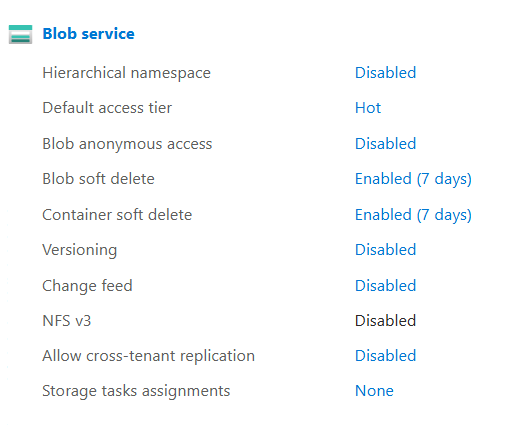 Blob service
Hierarchical namespace Disabled
Default access tier Hot
Blob anonymous access Disabled
Blob soft delete Enabled (7 days)
Container soft delete Enabled (7 days)
Versioning Disabled
Change feed Disabled
NFS v3 Disabled
Allow cross-tenant replication Disabled
Storage tasks assignments None